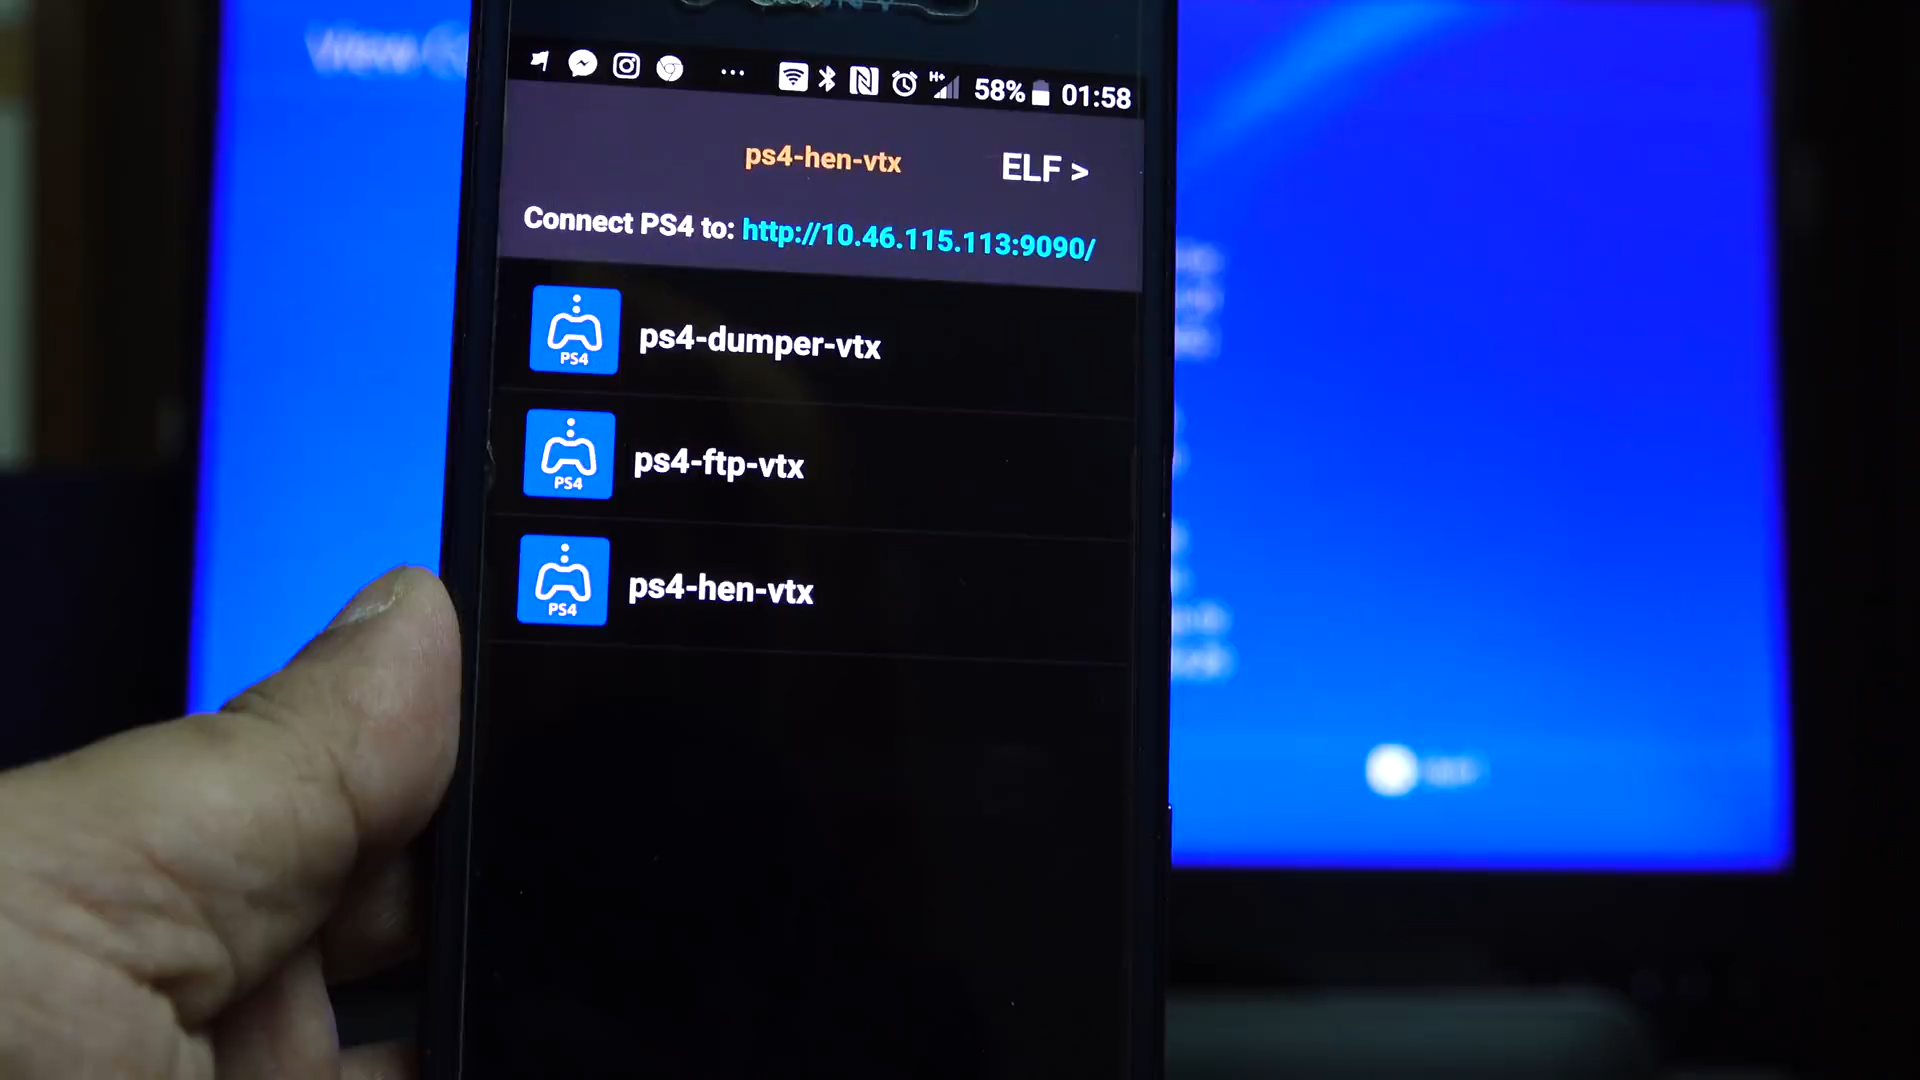 View
58% 01:58
ps4-hen-vtx
ELF >
Connect PS4 to: http://10.46.115.113:9090/
PS4
ps4-dumper-vtx
PS4
ps4-ftp-vtx
PS4
ps4-hen-vtx